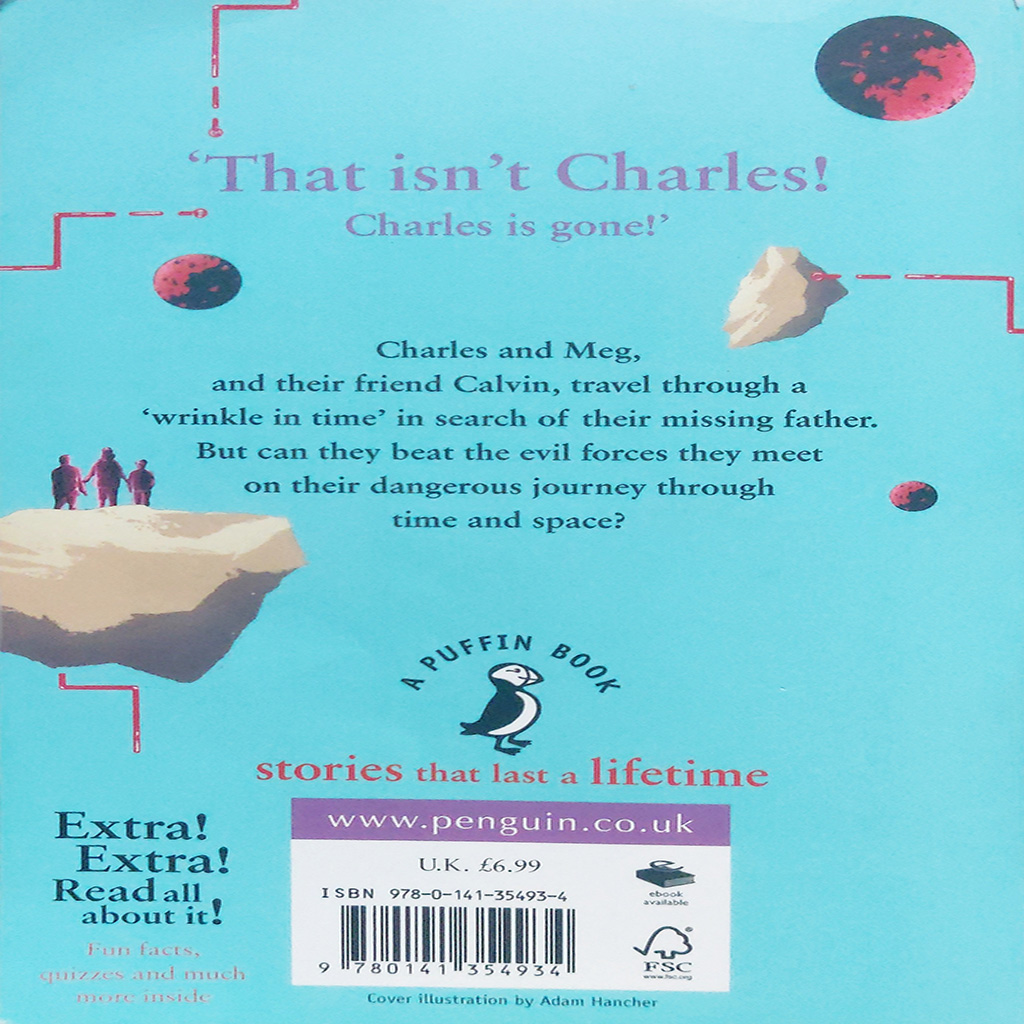 ‘That isn’t Charles!
Charles is gone!’
Charles and Meg,
and their friend Calvin, travel through a
‘wrinkle in time’ in search of their missing father.
But can they beat the evil forces they meet
on their dangerous journey through
time and space?
A PUFFIN BOOK
stories that last a lifetime
Extra!
Extra!
Read all
about it!
Fun facts,
quizzes and much
more inside
www.penguin.co.uk
U.K. £6.99
ISBN 978-0-141-35493-4
9 780141 354934
ebook
available
FSC
www.fsc.org
Cover illustration by Adam Hancher